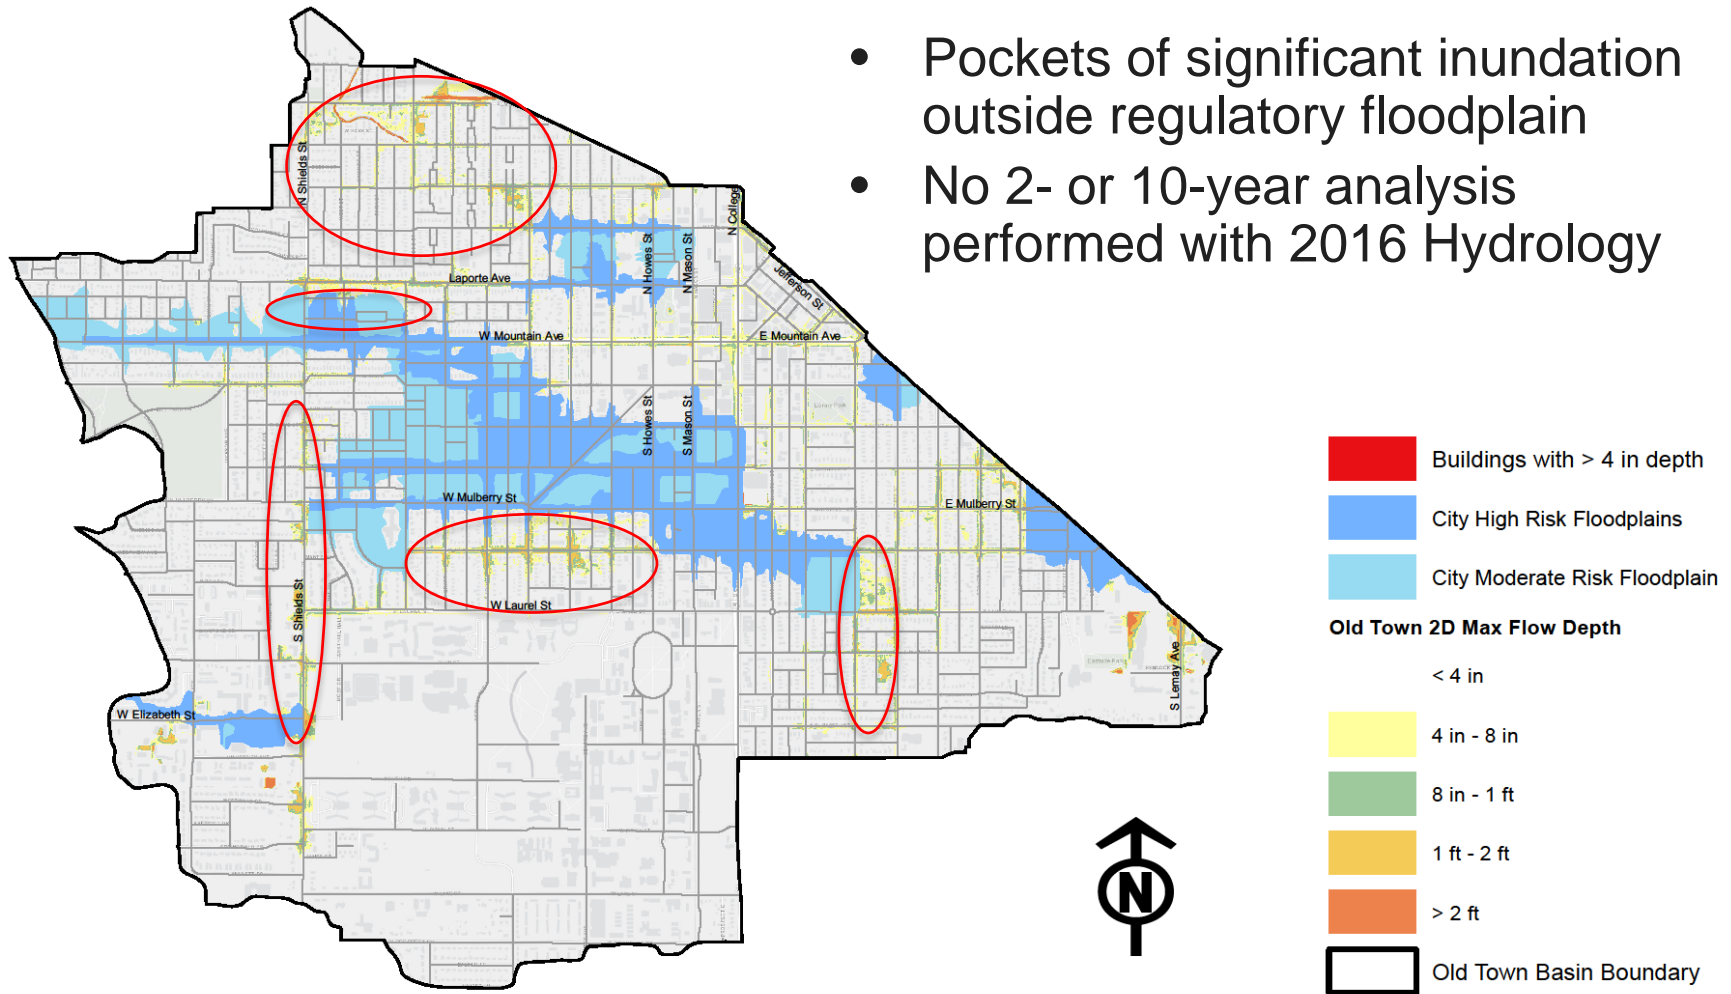 • Pockets of significant inundation
outside regulatory floodplain
• No 2- or 10-year analysis
performed with 2016 Hydrology
N Shields St
N College
N Howes St
N Mason St
Laporte Ave
Jefferson St
W Mountain Ave
E Mountain Ave
S Howes St
S Mason St
W Mulberry St
E Mulberry St
S Shields St
W Laurel St
S Lemay Ave
W Elizabeth St
N
Buildings with > 4 in depth
City High Risk Floodplains
City Moderate Risk Floodplain
Old Town 2D Max Flow Depth
< 4 in
4 in - 8 in
8 in - 1 ft
1 ft - 2 ft
> 2 ft
Old Town Basin Boundary